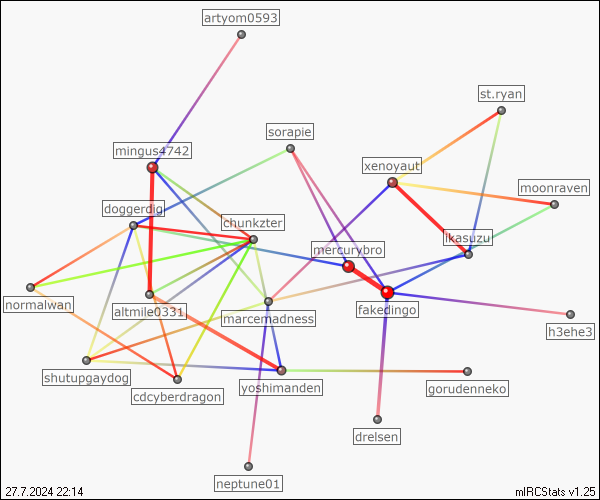 artyom0593
st.ryan
sorapie
mingus4742
xenoyaut
moonraven
doggerdig
chunkzter
ikasuzu
mercurybro
normalwan
altmile0331
marcemadness
fakedingo
h3ehe3
shutupgaydog
cdcyberdragon
yoshimanden
gorudenneko
drelsen
neptune01
27.7.2024 22:14
mIRCStats v1.25